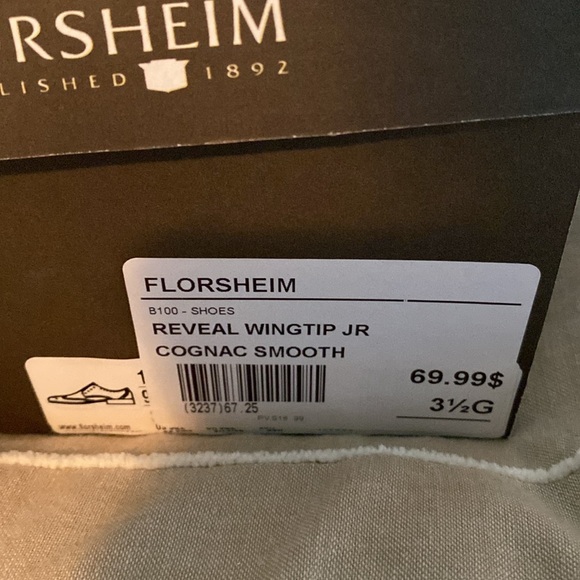 ORSHEIM
LISHED 1892
FLORSHEIM
B100 - SHOES
REVEAL WINGTIP JR
COGNAC SMOOTH
69.99$
(3237)67.25
3½G
www.florsheim.com